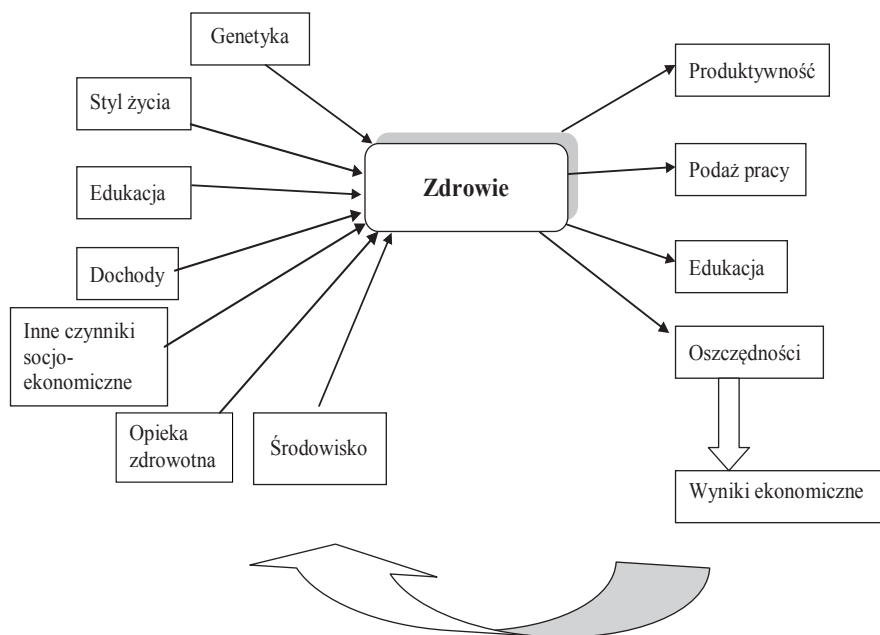 Genetyka
Styl życia
Edukacja
Dochody
Inne czynniki
socjo-
ekonomiczne
Opieka
zdrowotna
Środowisko
Zdrowie
Produktywność
Podaż pracy
Edukacja
Oszczędności
Wyniki ekonomiczne